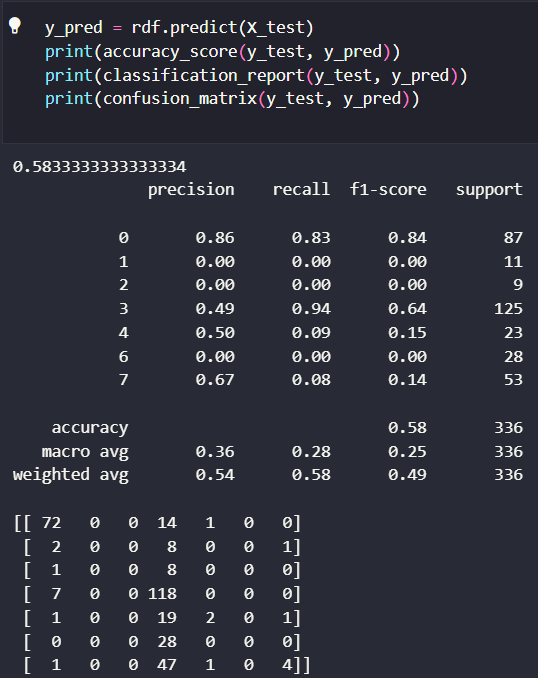 y_pred = rdf.predict(X_test)
print(accuracy_score(y_test, y_pred))
print(classification_report(y_test, y_pred))
print(confusion_matrix(y_test, y_pred))
0.5833333333333334
precision recall f1-score support
0 0.86 0.83 0.84 87
1 0.00 0.00 0.00 11
2 0.00 0.00 0.00 9
3 0.49 0.94 0.64 125
4 0.50 0.09 0.15 23
6 0.00 0.00 0.00 28
7 0.67 0.08 0.14 53
accuracy 0.58 336
macro avg 0.36 0.28 0.25 336
weighted avg 0.54 0.58 0.49 336
[[ 72 0 0 14 1 0 0]
[ 2 0 0 8 0 0 1]
[ 1 0 0 8 0 0 0]
[ 7 0 0 118 0 0 0]
[ 1 0 0 19 2 0 1]
[ 0 0 0 28 0 0 0]
[ 1 0 0 47 1 0 4]]